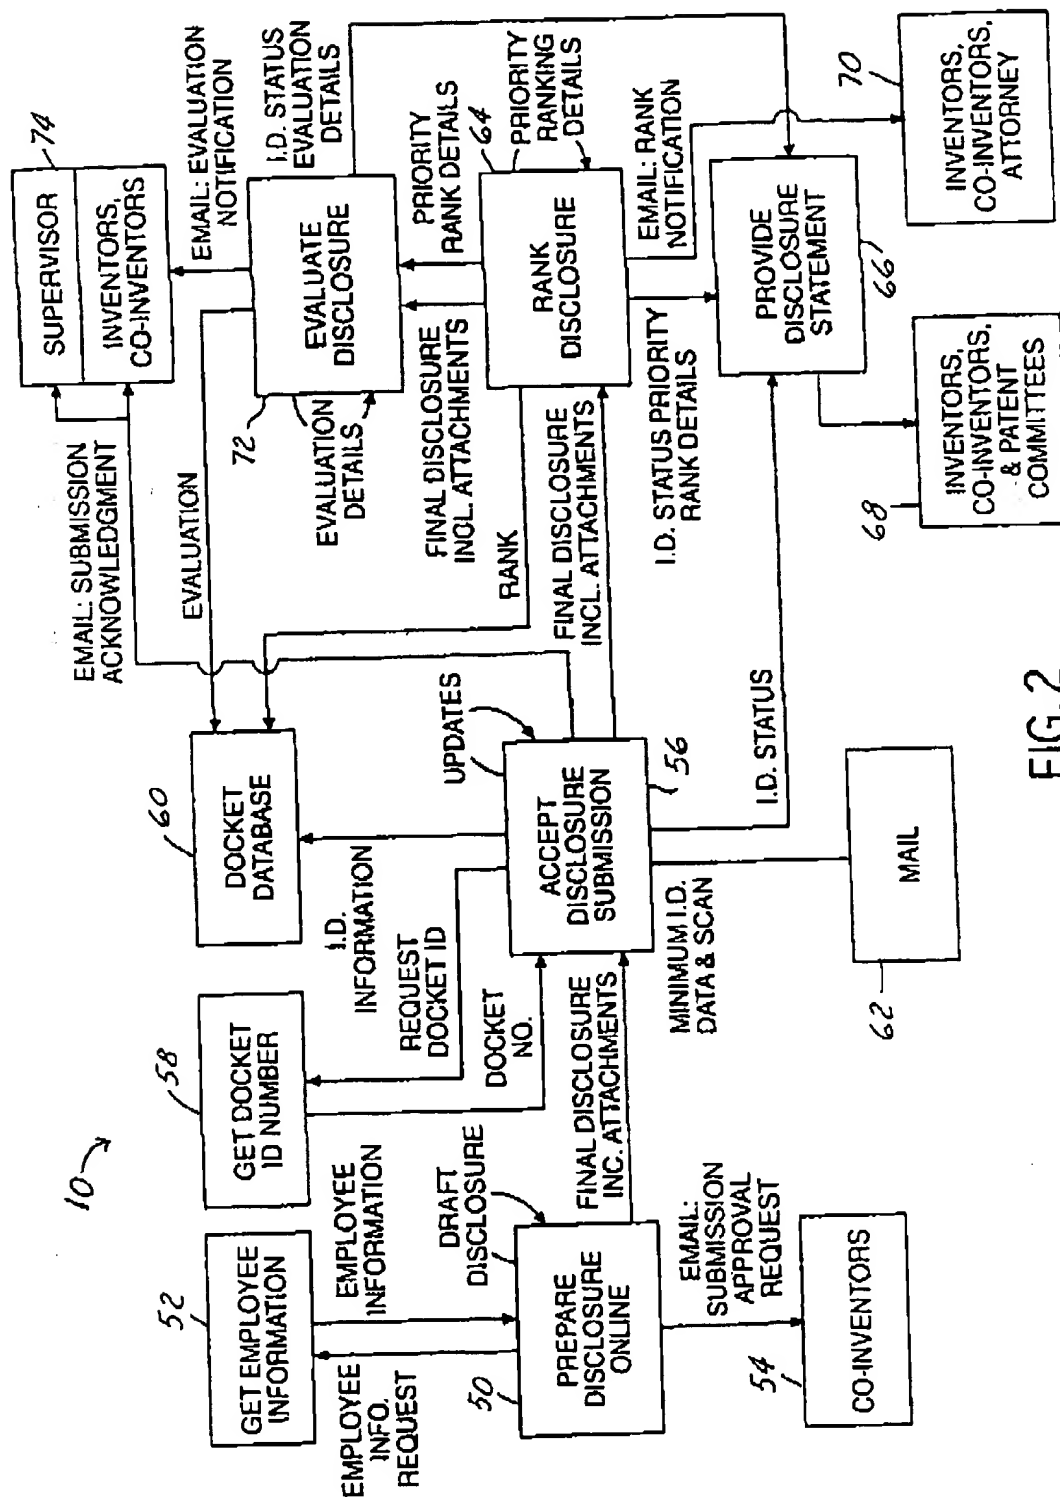 10
52
GET EMPLOYEE
INFORMATION
58
GET DOCKET
ID NUMBER
60
DOCKET
DATABASE
EMAIL: SUBMISSION
ACKNOWLEDGMENT
74
SUPERVISOR
INVENTORS,
CO-INVENTORS
EMPLOYEE
INFO.
REQUEST
EMPLOYEE
INFORMATION
REQUEST
DOCKET ID
DOCKET
NO.
I.D.
INFORMATION
EVALUATION
EMAIL: EVALUATION
NOTIFICATION
72
EVALUATE
DISCLOSURE
EVALUATION
DETAILS
I.D. STATUS
EVALUATION
DETAILS
DRAFT
DISCLOSURE
50
PREPARE
DISCLOSURE
ONLINE
FINAL DISCLOSURE
INC. ATTACHMENTS
UPDATES
ACCEPT
DISCLOSURE
SUBMISSION
56
RANK
FINAL DISCLOSURE
INCL. ATTACHMENTS
FINAL DISCLOSURE
INCL. ATTACHMENTS
PRIORITY
RANK DETAILS
64
PRIORITY
RANKING
DETAILS
RANK
DISCLOSURE
EMAIL:
SUBMISSION
APPROVAL
REQUEST
54
CO-INVENTORS
MINIMUM I.D.
DATA & SCAN
62
MAIL
I.D. STATUS
I.D. STATUS PRIORITY
RANK DETAILS
EMAIL: RANK
NOTIFICATION
PROVIDE
DISCLOSURE
STATEMENT
66
68
INVENTORS,
CO-INVENTORS,
& PATENT
COMMITTEES
70
INVENTORS,
CO-INVENTORS,
ATTORNEY
FIG. 2